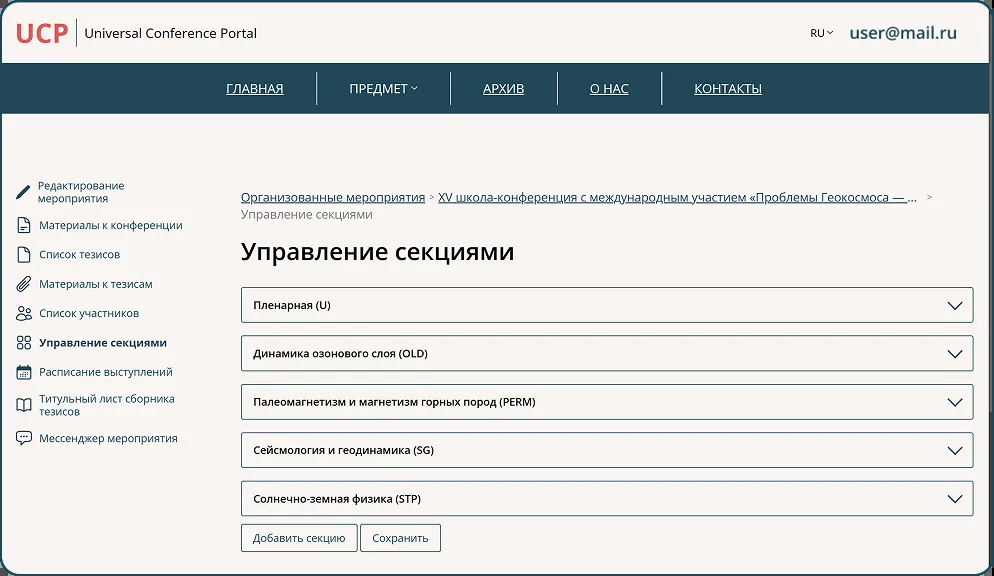 UCP Universal Conference Portal
RU
user@mail.ru
ГЛАВНАЯ
ПРЕДМЕТ
АРХИВ
О НАС
КОНТАКТЫ
Редактирование
мероприятия
Материалы к конференции
Список тезисов
Материалы к тезисам
Список участников
Управление секциями
Расписание выступлений
Титульный лист сборника
тезисов
Мессенджер мероприятия
Организованные мероприятия > XV школа-конференция с международным участием «Проблемы Геокосмоса — ... >
Управление секциями
Управление секциями
Пленарная (U)
Динамика озонового слоя (OLD)
Палеомагнетизм и магнетизм горных пород (PERM)
Сейсмология и геодинамика (SG)
Солнечно-земная физика (STP)
Добавить секцию
Сохранить